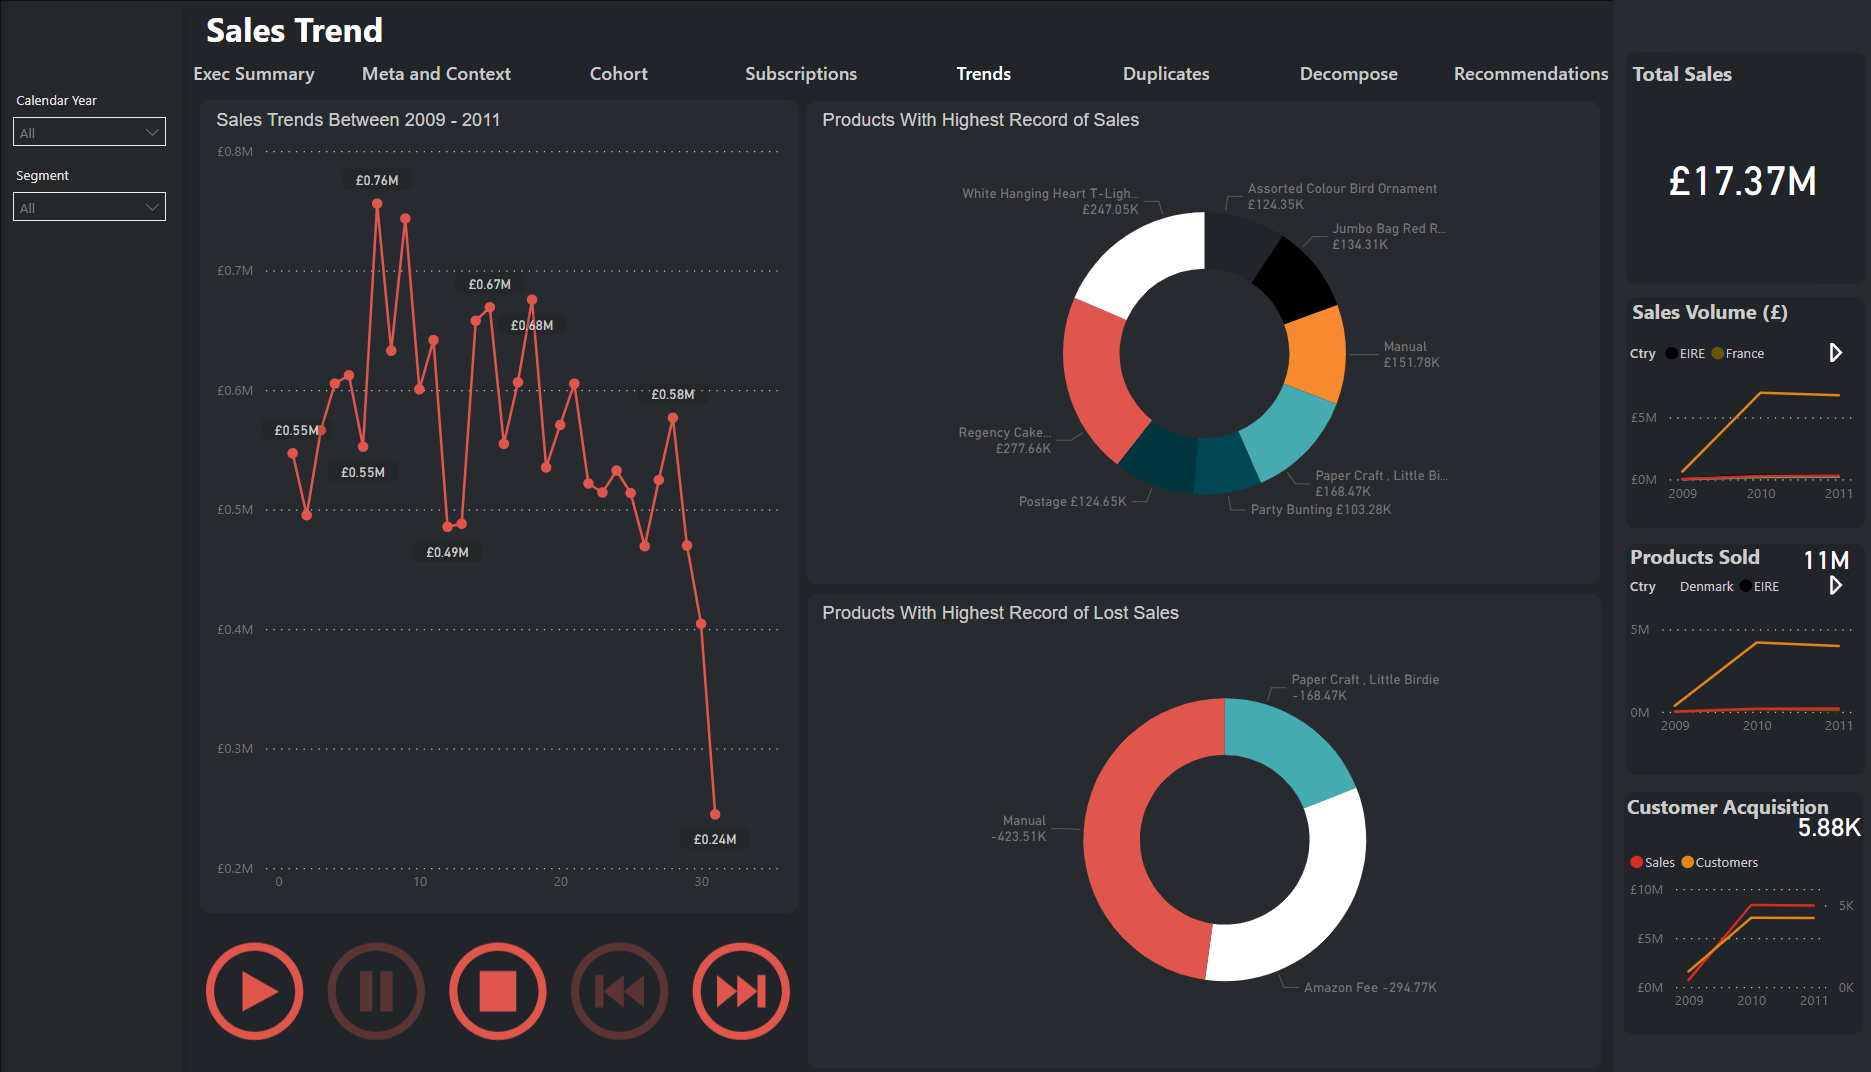 Sales Trend
Exec Summary
Meta and Context
Cohort
Subscriptions
Trends
Duplicates
Decompose
Recommendations
Calendar Year
All
Segment
All
Sales Trends Between 2009 - 2011
£0.8M
£0.7M
£0.6M
£0.5M
£0.4M
£0.3M
£0.2M
£0.55M
£0.55M
£0.76M
£0.49M
£0.67M
£0.68M
£0.58M
£0.24M
0
10
20
30
Products With Highest Record of Sales
White Hanging Heart T-Ligh...
£247.05K
Assorted Colour Bird Ornament
£124.35K
Jumbo Bag Red R...
£134.31K
Manual
£151.78K
Paper Craft , Little Bi...
£168.47K
Party Bunting £103.28K
Postage £124.65K
Regency Cake...
£277.66K
Products With Highest Record of Lost Sales
Paper Craft , Little Birdie
-168.47K
Manual
-423.51K
Amazon Fee -294.77K
Total Sales
£17.37M
Sales Volume (£)
Ctry EIRE France
£5M
£0M
2009 2010 2011
Products Sold
11M
Ctry Denmark EIRE
5M
0M
2009 2010 2011
Customer Acquisition
5.88K
Sales Customers
£10M
£5M
£0M
5K
0K
2009 2010 2011